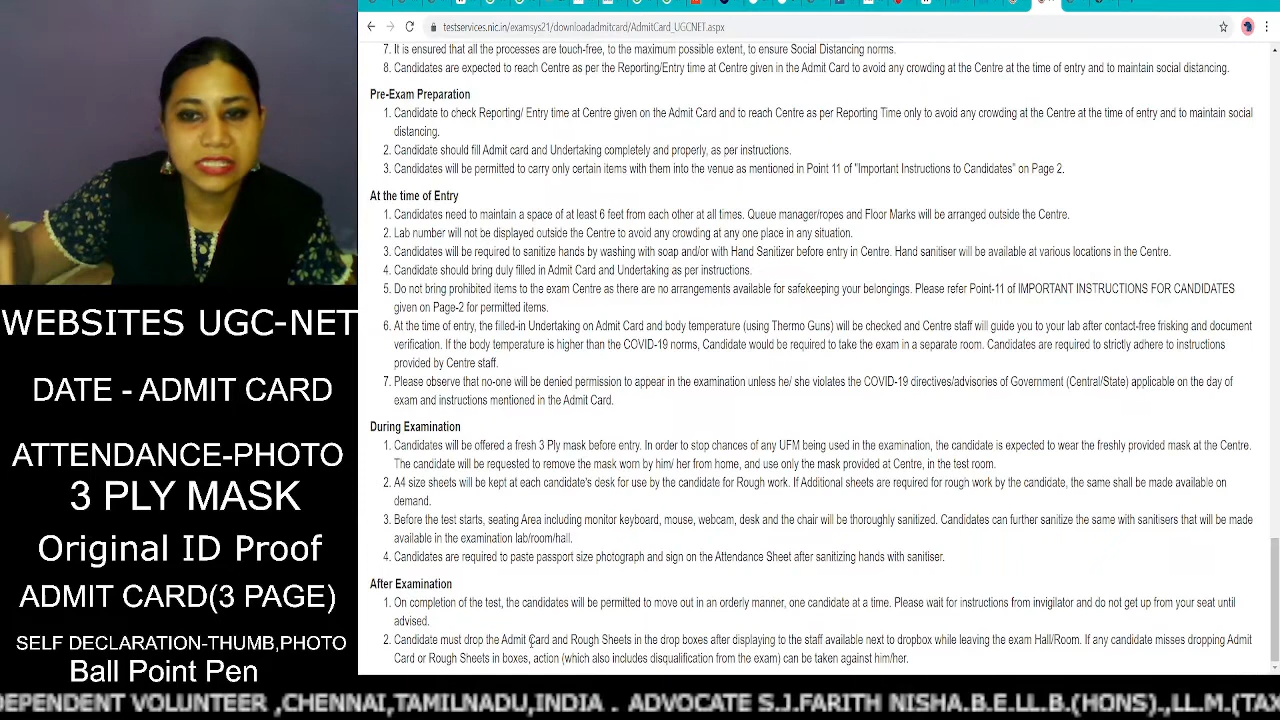 testservices.nic.in/examsys21/downloadadmitcard/AdmitCard_UGCNET.aspx
7. It is ensured that all the processes are touch-free, to the maximum possible extent, to ensure Social Distancing norms.
8. Candidates are expected to reach Centre as per the Reporting/Entry time at Centre given in the Admit Card to avoid any crowding at the Centre at the time of entry and to maintain social distancing.
Pre-Exam Preparation
1. Candidate to check Reporting/ Entry time at Centre given on the Admit Card and to reach Centre as per Reporting Time only to avoid any crowding at the Centre at the time of entry and to maintain social
distancing.
2. Candidate should fill Admit card and Undertaking completely and properly, as per instructions.
3. Candidates will be permitted to carry only certain items with them into the venue as mentioned in Point 11 of "Important Instructions to Candidates" on Page 2.
At the time of Entry
1. Candidates need to maintain a space of at least 6 feet from each other at all times. Queue manager/ropes and Floor Marks will be arranged outside the Centre.
2. Lab number will not be displayed outside the Centre to avoid any crowding at any one place in any situation.
3. Candidates will be required to sanitize hands by washing with soap and/or with Hand Sanitizer before entry in Centre. Hand sanitiser will be available at various locations in the Centre.
4. Candidate should bring duly filled in Admit Card and Undertaking as per instructions.
5. Do not bring prohibited items to the exam Centre as there are no arrangements available for safekeeping your belongings. Please refer Point-11 of IMPORTANT INSTRUCTIONS FOR CANDIDATES
given on Page-2 for permitted items.
6. At the time of entry, the filled-in Undertaking on Admit Card and body temperature (using Thermo Guns) will be checked and Centre staff will guide you to your lab after contact-free frisking and document
verification. If the body temperature is higher than the COVID-19 norms, Candidate would be required to take the exam in a separate room. Candidates are required to strictly adhere to instructions
provided by Centre staff.
7. Please observe that no-one will be denied permission to appear in the examination unless he/ she violates the COVID-19 directives/advisories of Government (Central/State) applicable on the day of
exam and instructions mentioned in the Admit Card.
During Examination
1. Candidates will be offered a fresh 3 Ply mask before entry. In order to stop chances of any UFM being used in the examination, the candidate is expected to wear the freshly provided mask at the Centre.
The candidate will be requested to remove the mask worn by him/ her from home, and use only the mask provided at Centre, in the test room.
2. A4 size sheets will be kept at each candidate's desk for use by the candidate for Rough work. If Additional sheets are required for rough work by the candidate, the same shall be made available on
demand.
3. Before the test starts, seating Area including monitor keyboard, mouse, webcam, desk and the chair will be thoroughly sanitized. Candidates can further sanitize the same with sanitisers that will be made
available in the examination lab/room/hall.
4. Candidates are required to paste passport size photograph and sign on the Attendance Sheet after sanitizing hands with sanitiser.
After Examination
1. On completion of the test, the candidates will be permitted to move out in an orderly manner, one candidate at a time. Please wait for instructions from invigilator and do not get up from your seat until
advised.
2. Candidate must drop the Admit Card and Rough Sheets in the drop boxes after displaying to the staff available next to dropbox while leaving the exam Hall/Room. If any candidate misses dropping Admit
Card or Rough Sheets in boxes, action (which also includes disqualification from the exam) can be taken against him/her.
WEBSITES UGC-NET
DATE - ADMIT CARD
ATTENDANCE-PHOTO
3 PLY MASK
Original ID Proof
ADMIT CARD(3 PAGE)
SELF DECLARATION-THUMB,PHOTO
Ball Point Pen
DEPENDENT VOLUNTEER ,CHENNAI,TAMILNADU,INDIA . ADVOCATE S.J.FARITH NISHA.B.E.LL.B.(HONS).,LL.M.(TAX